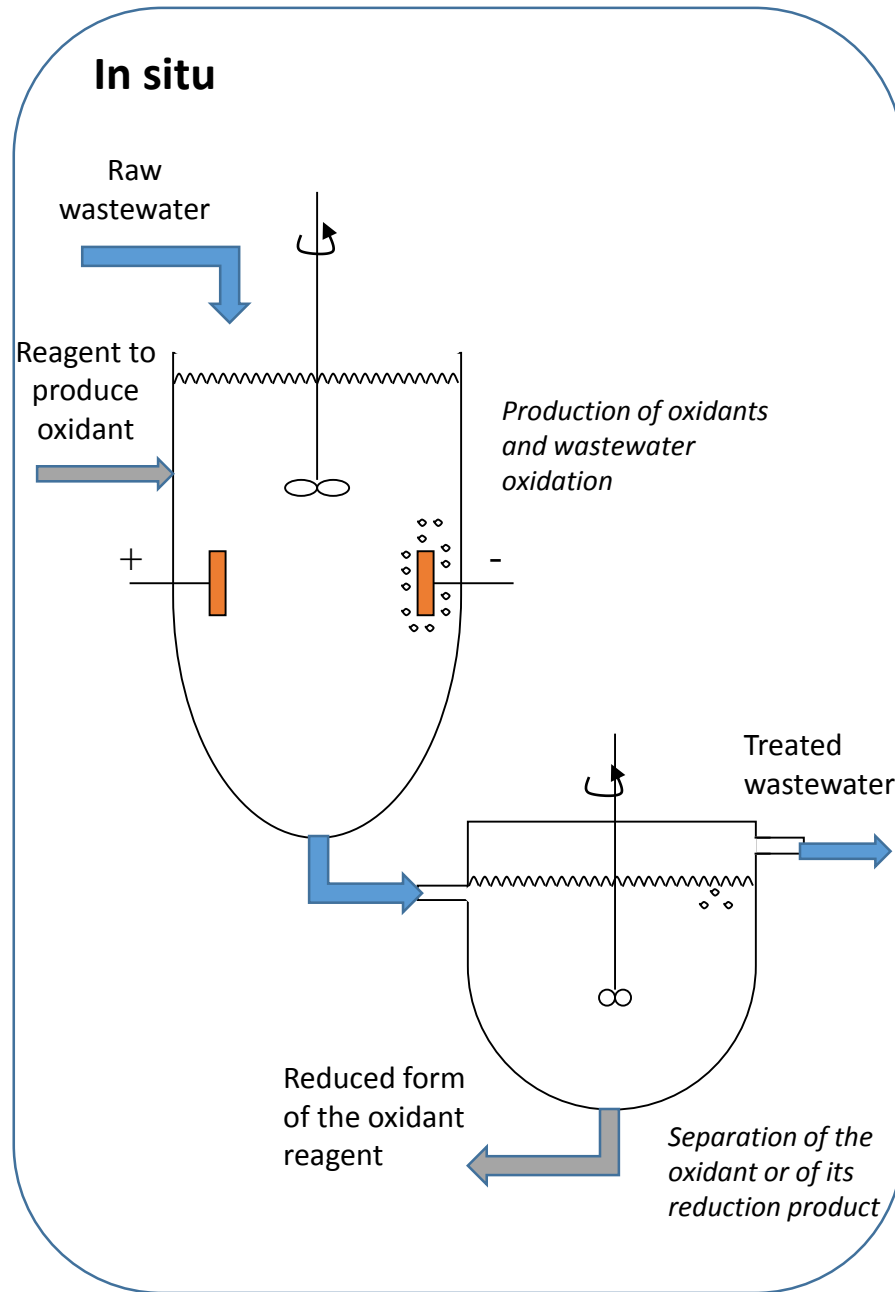 In situ
Raw
wastewater
Reagent to
produce
oxidant
Production of oxidants
and wastewater
oxidation
+
-
Treated
wastewater
Reduced form
of the oxidant
reagent
Separation of the
oxidant or of its
reduction product